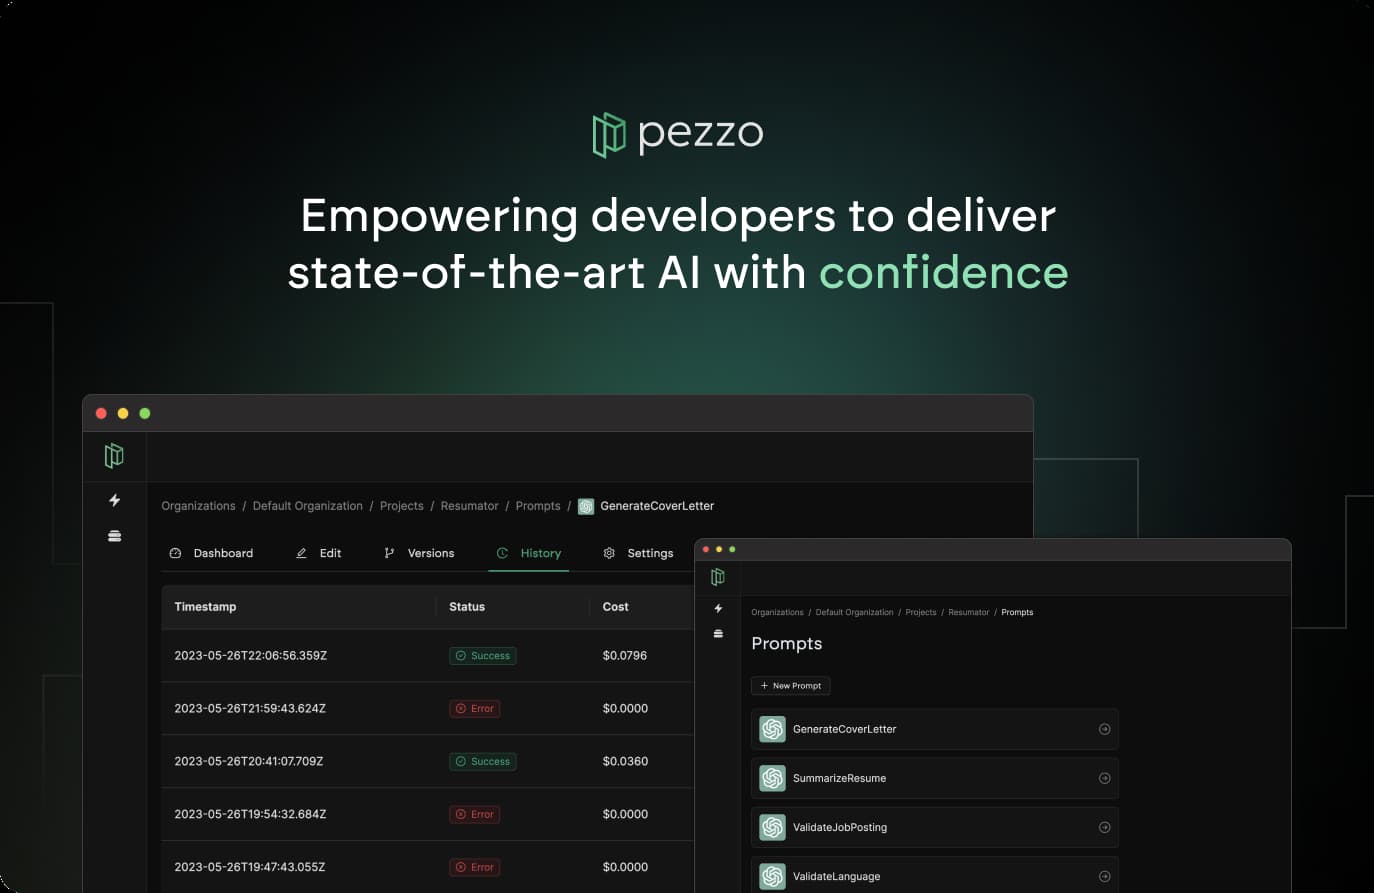 pezzo
Empowering developers to deliver
state-of-the-art AI with confidence
Organizations / Default Organization / Projects / Resumator / Prompts / GenerateCoverLetter
Dashboard Edit Versions History Settings
Timestamp Status Cost
2023-05-26T22:06:56.359Z Success $0.0796
2023-05-26T21:59:43.624Z Error $0.0000
2023-05-26T20:41:07.709Z Success $0.0360
2023-05-26T19:54:32.684Z Error $0.0000
2023-05-26T19:47:43.055Z Error $0.0000
Organizations / Default Organization / Projects / Resumator / Prompts
Prompts
+ New Prompt
GenerateCoverLetter
SummarizeResume
ValidateJobPosting
ValidateLanguage